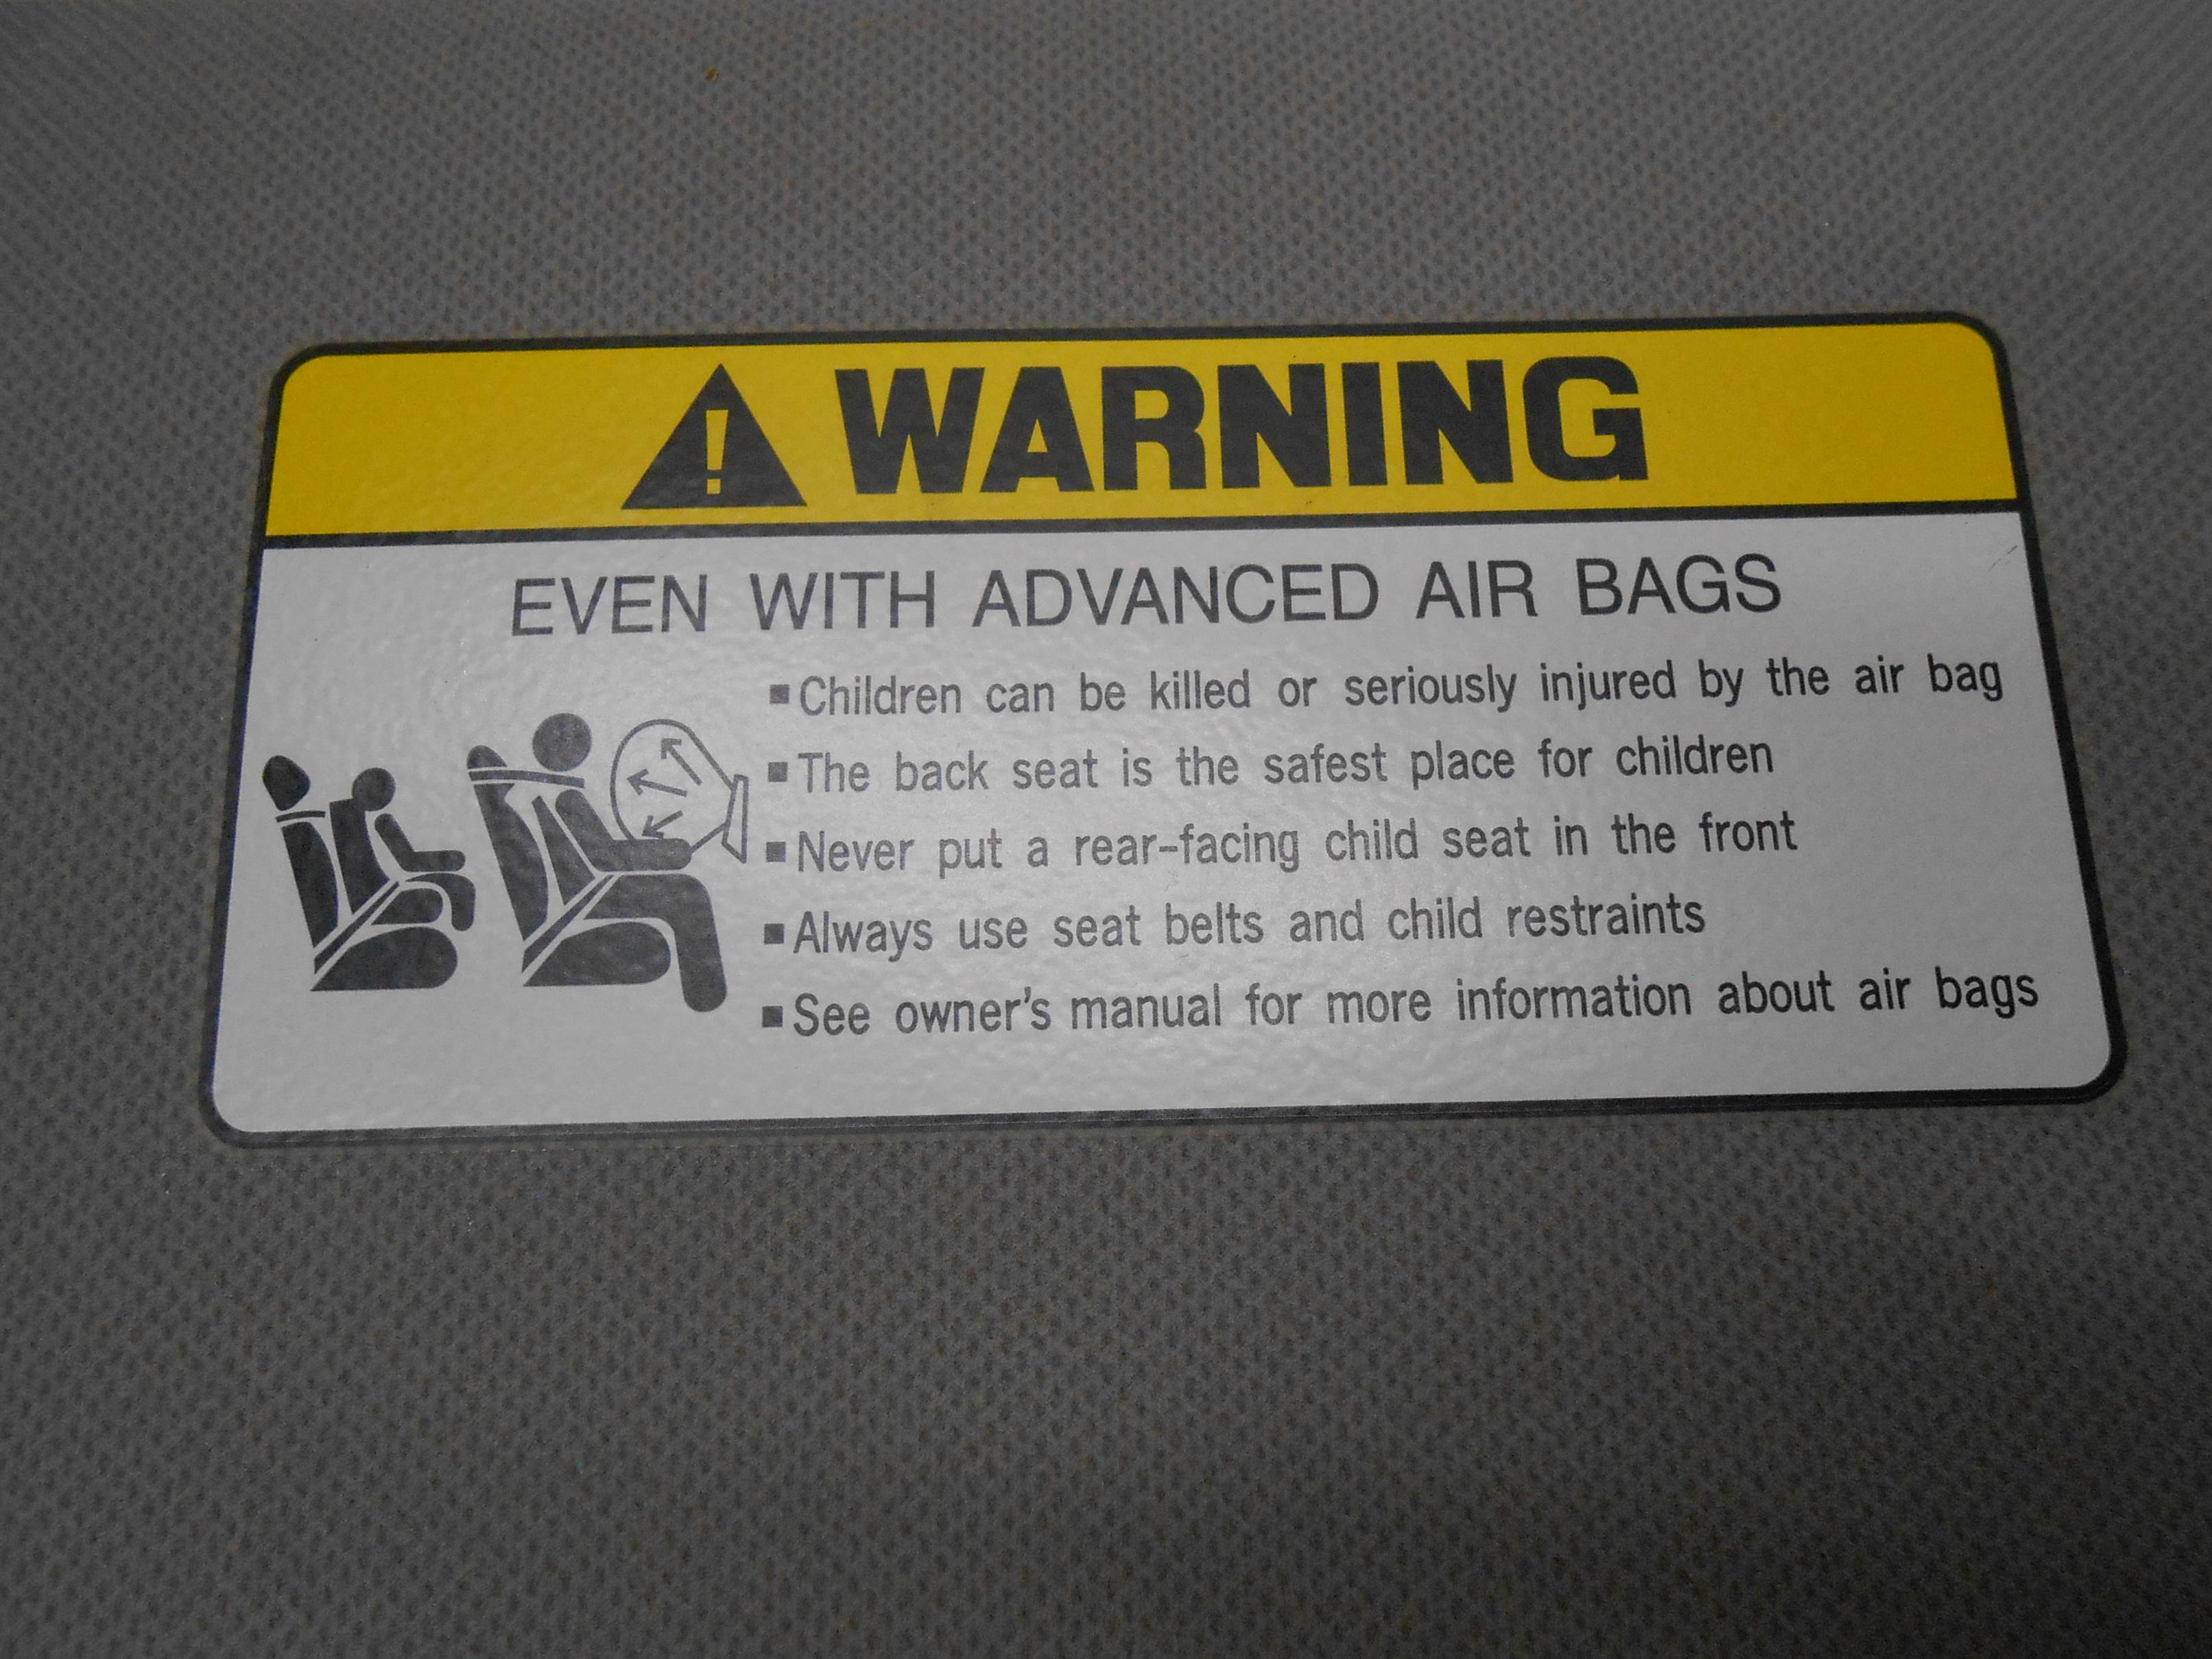 ! WARNING
EVEN WITH ADVANCED AIR BAGS
▪Children can be killed or seriously injured by the air bag
▪The back seat is the safest place for children
▪Never put a rear-facing child seat in the front
▪Always use seat belts and child restraints
▪See owner's manual for more information about air bags